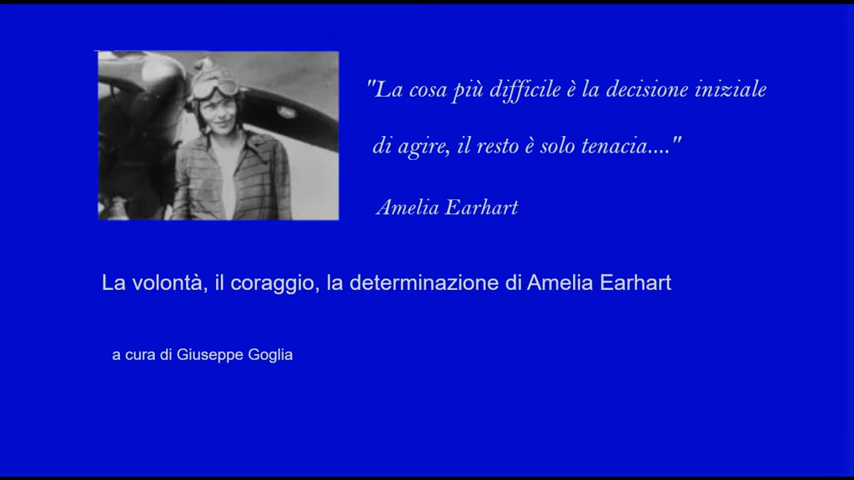 "La cosa più difficile è la decisione iniziale
di agire, il resto è solo tenacia...."
Amelia Earhart
La volontà, il coraggio, la determinazione di Amelia Earhart
a cura di Giuseppe Goglia